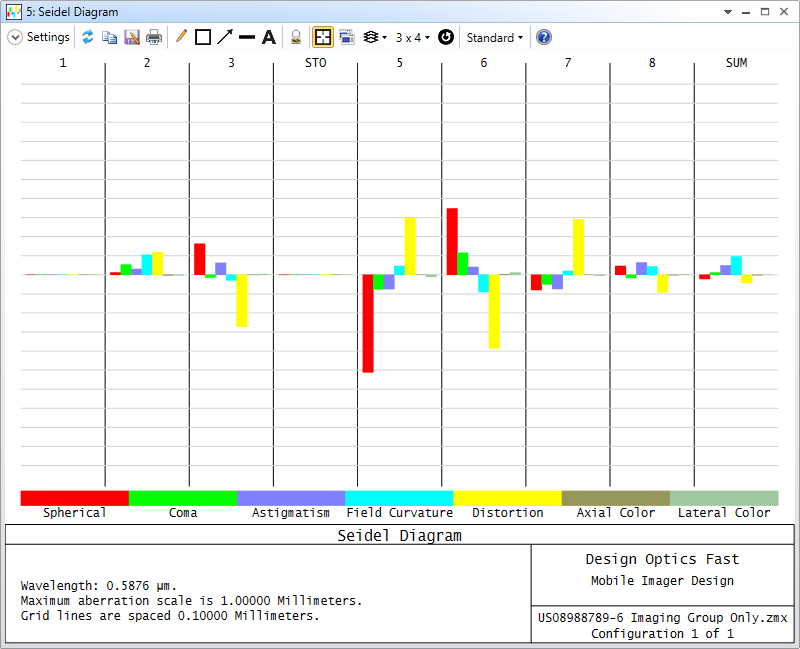 5: Seidel Diagram
Settings
3 x 4
Standard
1 2 3 STO 5 6 7 8 SUM
Spherical Coma Astigmatism Field Curvature Distortion Axial Color Lateral Color
Seidel Diagram
Wavelength: 0.5876 µm.
Maximum aberration scale is 1.00000 Millimeters.
Grid lines are spaced 0.10000 Millimeters.
Design Optics Fast
Mobile Imager Design
US08988789-6 Imaging Group Only.zmx
Configuration 1 of 1